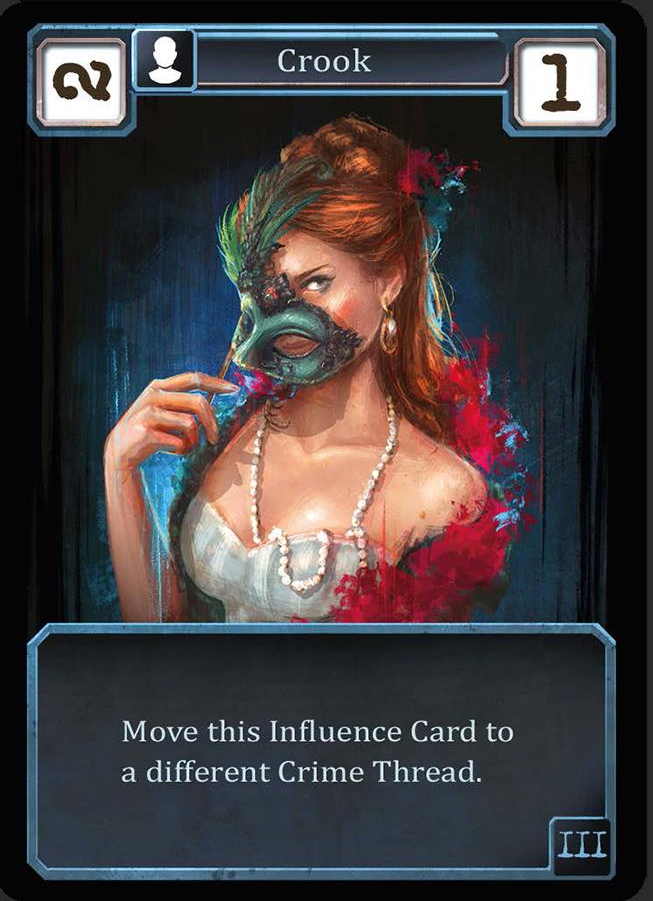 2
Crook
1
Move this Influence Card to
a different Crime Thread.
III